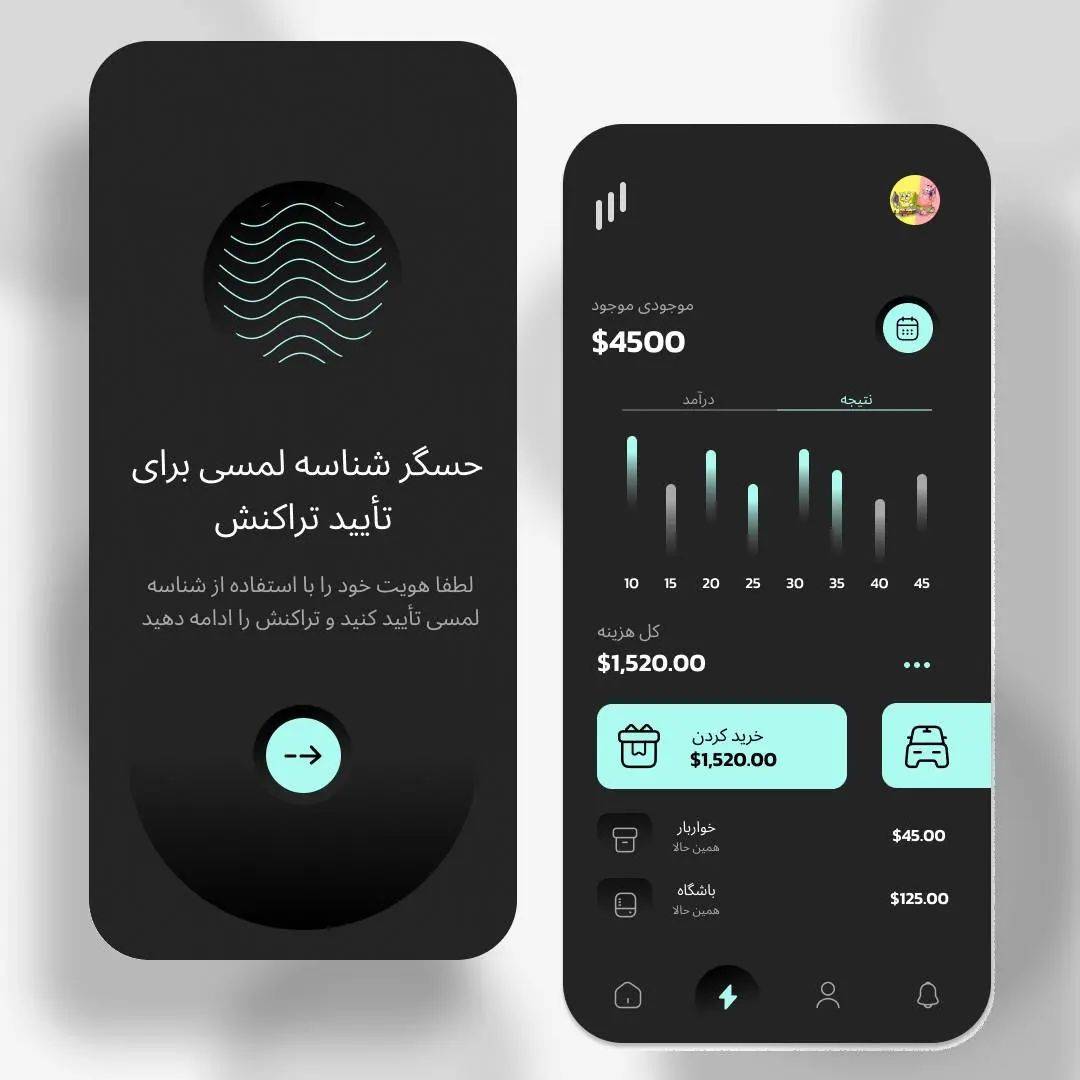 حسگر شناسه لمسی برای
تأیید تراکنش
لطفا هویت خود را با استفاده از شناسه
لمسی تأیید کنید و تراکنش را ادامه دهید
موجودی موجود
$4500
نتیجه
درآمد
10 15 20 25 30 35 40 45
کل هزینه
$1,520.00
خرید کردن
$1,520.00
خواربار
همین حالا
$45.00
باشگاه
همین حالا
$125.00